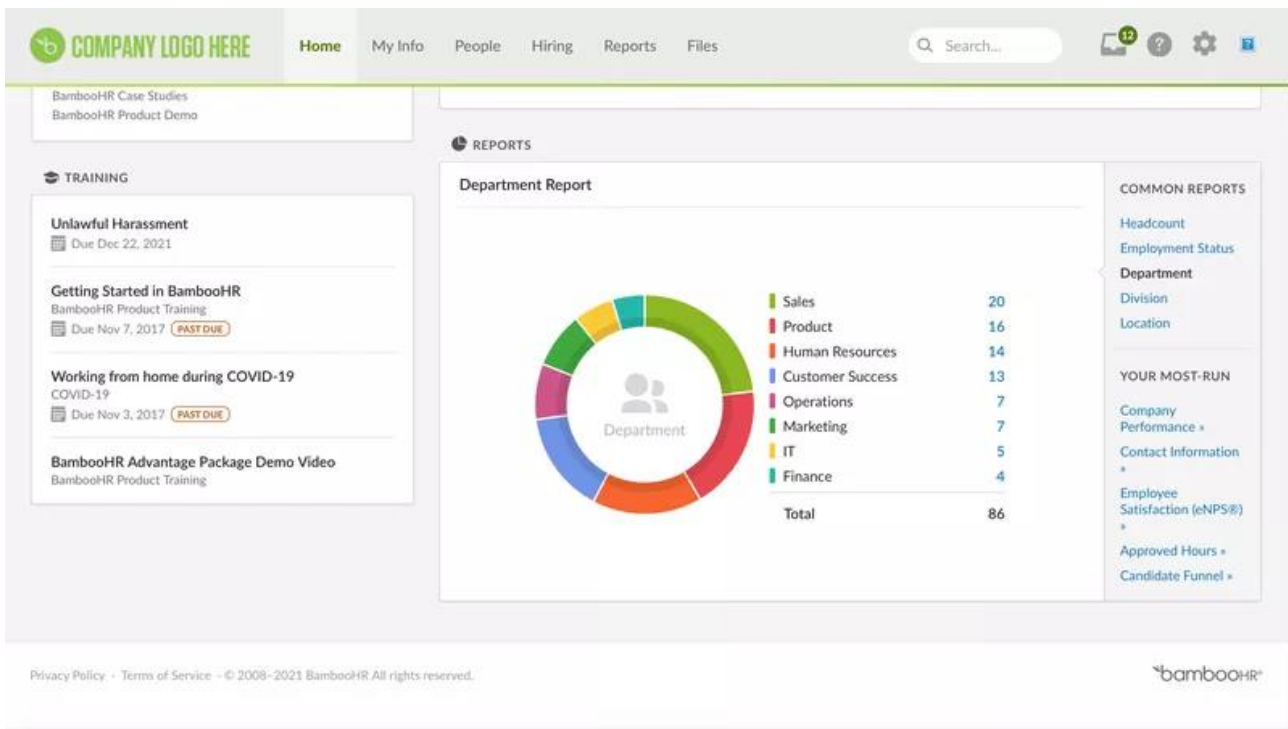 COMPANY LOGO HERE
Home
My Info
People
Hiring
Reports
Files
Search...
12
?
BambooHR Case Studies
BambooHR Product Demo
TRAINING
Unlawful Harassment
Due Dec 22, 2021
Getting Started in BambooHR
BambooHR Product Training
Due Nov 7, 2017 PAST DUE
Working from home during COVID-19
COVID-19
Due Nov 3, 2017 PAST DUE
BambooHR Advantage Package Demo Video
BambooHR Product Training
REPORTS
Department Report
Department
Sales 20
Product 16
Human Resources 14
Customer Success 13
Operations 7
Marketing 7
IT 5
Finance 4
Total 86
COMMON REPORTS
Headcount
Employment Status
Department
Division
Location
YOUR MOST-RUN
Company
Performance »
Contact Information
»
Employee
Satisfaction (eNPS®)
»
Approved Hours »
Candidate Funnel »
Privacy Policy · Terms of Service · © 2008–2021 BambooHR All rights reserved.
bambooHR®